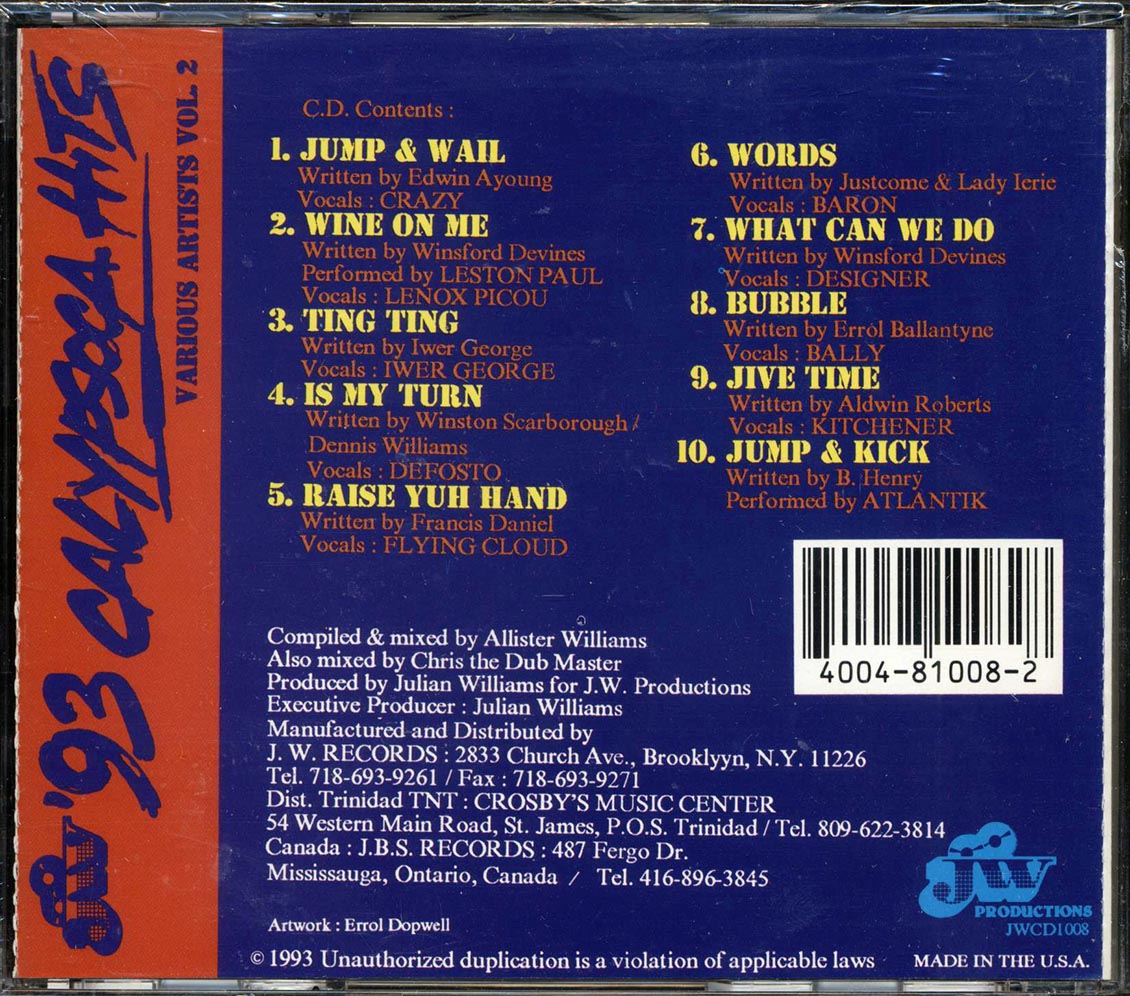 JW '93 CALYPSOCA HITS
VARIOUS ARTISTS VOL. 2
C.D. Contents :
1. JUMP & WAIL
Written by Edwin Ayoung
Vocals : CRAZY
2. WINE ON ME
Written by Winsford Devines
Performed by LESTON PAUL
Vocals : LENOX PICOU
3. TING TING
Written by Iwer George
Vocals : IWER GEORGE
4. IS MY TURN
Written by Winston Scarborough /
Dennis Williams
Vocals : DEFOSTO
5. RAISE YUH HAND
Written by Francis Daniel
Vocals : FLYING CLOUD
6. WORDS
Written by Justcome & Lady Ierie
Vocals : BARON
7. WHAT CAN WE DO
Written by Winsford Devines
Vocals : DESIGNER
8. BUBBLE
Written by Errol Ballantyne
Vocals : BALLY
9. JIVE TIME
Written by Aldwin Roberts
Vocals : KITCHENER
10. JUMP & KICK
Written by B. Henry
Performed by ATLANTIK
4004-81008-2
Compiled & mixed by Allister Williams
Also mixed by Chris the Dub Master
Produced by Julian Williams for J.W. Productions
Executive Producer : Julian Williams
Manufactured and Distributed by
J. W. RECORDS : 2833 Church Ave., Brooklyyn, N.Y. 11226
Tel. 718-693-9261 / Fax : 718-693-9271
Dist. Trinidad TNT : CROSBY'S MUSIC CENTER
54 Western Main Road, St. James, P.O.S. Trinidad / Tel. 809-622-3814
Canada : J.B.S. RECORDS : 487 Fergo Dr.
Mississauga, Ontario, Canada / Tel. 416-896-3845
JW
PRODUCTIONS
JWCD1008
Artwork : Errol Dopwell
© 1993 Unauthorized duplication is a violation of applicable laws
MADE IN THE U.S.A.